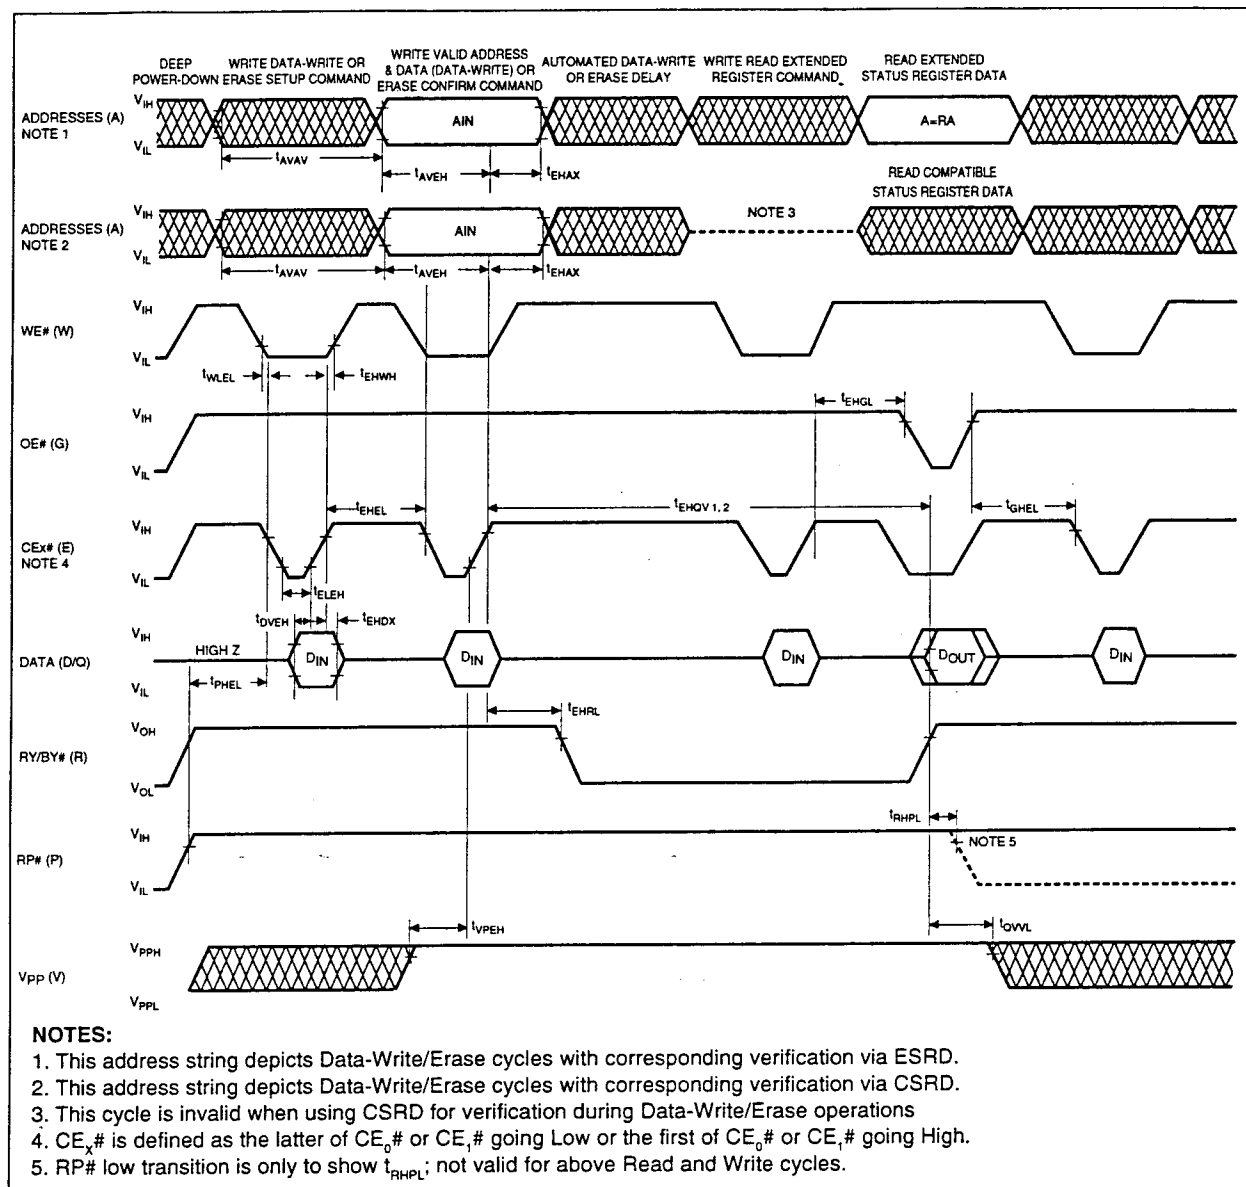 DEEP POWER-DOWN
WRITE DATA-WRITE OR ERASE SETUP COMMAND
WRITE VALID ADDRESS & DATA (DATA-WRITE) OR ERASE CONFIRM COMMAND
AUTOMATED DATA-WRITE OR ERASE DELAY
WRITE READ EXTENDED REGISTER COMMAND
READ EXTENDED STATUS REGISTER DATA
ADDRESSES (A)
NOTE 1
VIH
VIL
AIN
A=RA
tAVAV
tAVEH
tEHAX
READ COMPATIBLE
STATUS REGISTER DATA
ADDRESSES (A)
NOTE 2
VIH
VIL
AIN
NOTE 3
tAVAV
tAVEH
tEHAX
WE# (W)
VIH
VIL
tWLEL
tEHWH
OE# (G)
VIH
VIL
tEHGL
CEx# (E)
NOTE 4
VIH
VIL
tEHEL
tEHQV 1, 2
tGHEL
tELEH
tDVEH
tEHDX
DATA (D/Q)
VIH
VIL
HIGH Z
DIN
DIN
DIN
DOUT
DIN
tPHEL
tEHRL
RY/BY# (R)
VOH
VOL
tRHPL
RP# (P)
VIH
VIL
NOTE 5
tVPEH
tQVVL
VPP (V)
VPPH
VPPL
NOTES:
1. This address string depicts Data-Write/Erase cycles with corresponding verification via ESRD.
2. This address string depicts Data-Write/Erase cycles with corresponding verification via CSRD.
3. This cycle is invalid when using CSRD for verification during Data-Write/Erase operations
4. CEX# is defined as the latter of CE0# or CE1# going Low or the first of CE0# or CE1# going High.
5. RP# low transition is only to show tRHPL; not valid for above Read and Write cycles.